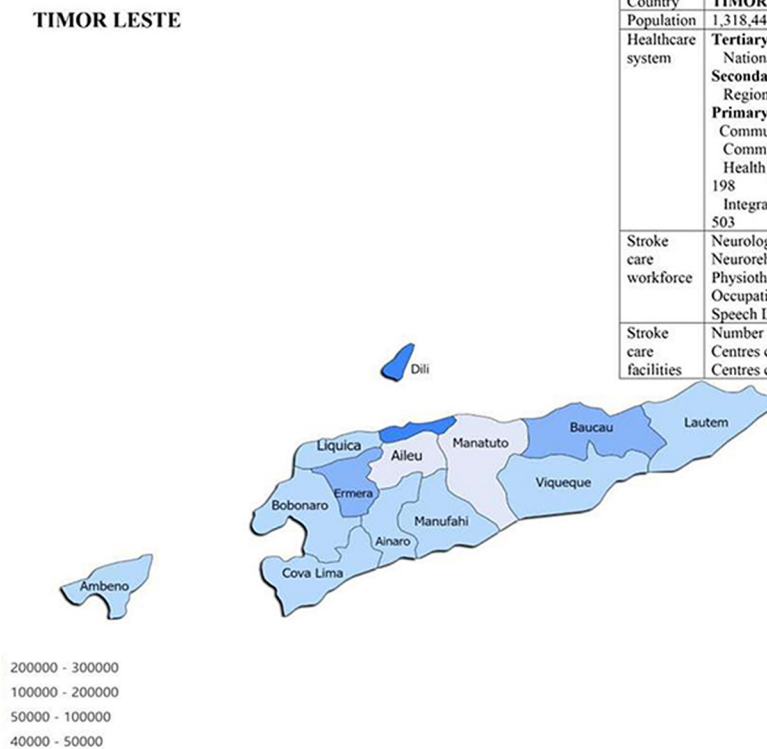 TIMOR LESTE
Country TIMOR
Population 1,318,44
Healthcare Tertiary
system Nation
Seconda
Region
Primary
Commu
Comm
Health
198
Integra
503
Stroke Neurolog
care Neuroreh
workforce Physioth
Occupati
Speech L
Stroke Number
care Centres
facilities Centres
Dili
Liquica
Aileu
Manatuto
Baucau
Lautem
Ermera
Bobonaro
Viqueque
Manufahi
Ainaro
Cova Lima
Ambeno
200000 - 300000
100000 - 200000
50000 - 100000
40000 - 50000